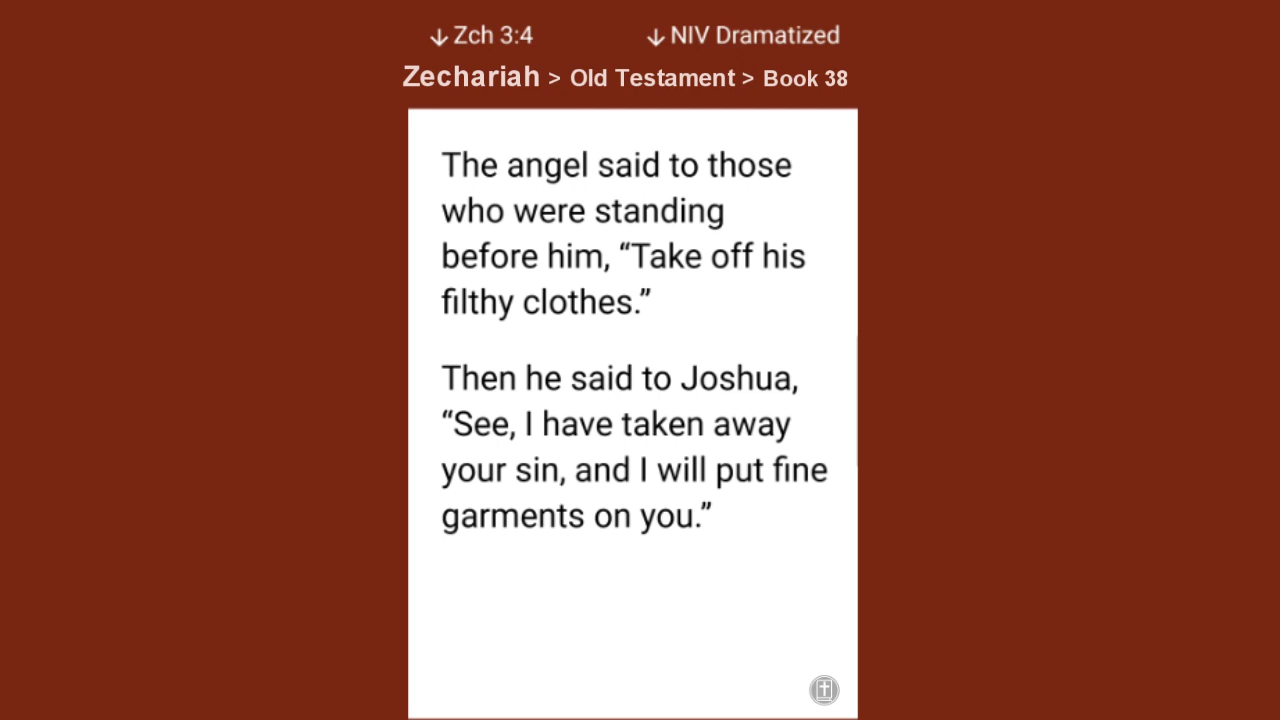 ↓ Zch 3:4 ↓ NIV Dramatized
Zechariah > Old Testament > Book 38
The angel said to those
who were standing
before him, “Take off his
filthy clothes.”
Then he said to Joshua,
“See, I have taken away
your sin, and I will put fine
garments on you.”